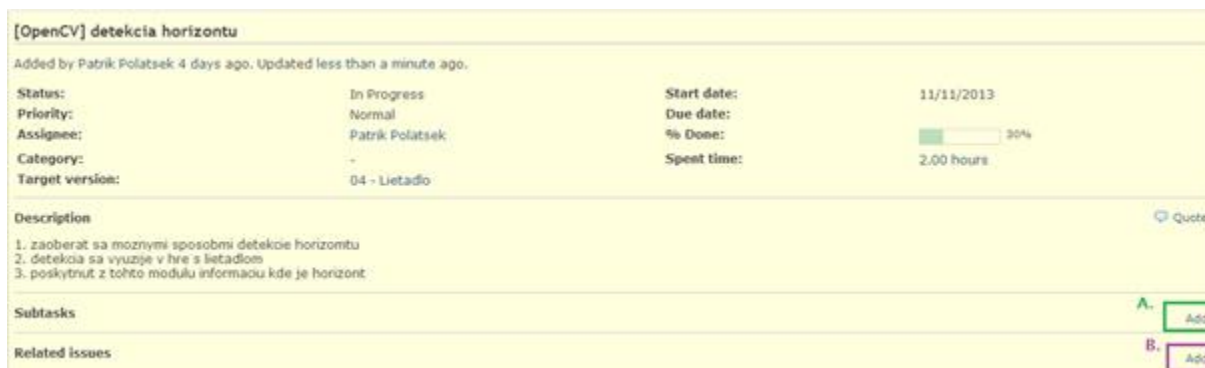 [OpenCV] detekcia horizontu
Added by Patrik Polatsek 4 days ago. Updated less than a minute ago.
Status: In Progress Start date: 11/11/2013
Priority: Normal Due date:
Assignee: Patrik Polatsek % Done: 30%
Category: - Spent time: 2.00 hours
Target version: 04 - Lietadlo
Description Quote
1. zaoberat sa moznymi sposobmi detekcie horizomtu
2. detekcia sa vyuzije v hre s lietadlom
3. poskytnut z tohto modulu informaciu kde je horizont
Subtasks A. Add
Related issues B. Add